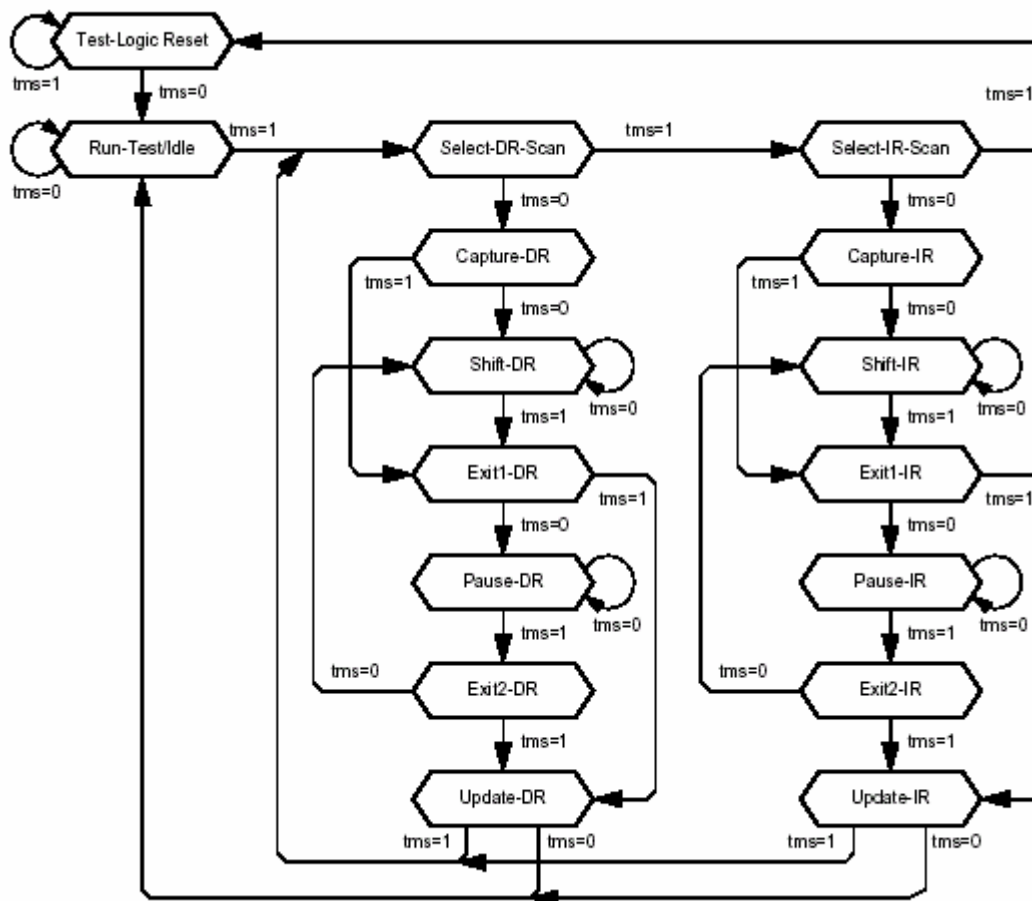 Test-Logic Reset
tms=1
tms=0
tms=1
Run-Test/Idle
tms=1
Select-DR-Scan
tms=1
Select-IR-Scan
tms=0
tms=0
tms=0
Capture-DR
Capture-IR
tms=1
tms=1
tms=0
tms=0
Shift-DR
Shift-IR
tms=0
tms=0
tms=1
tms=1
Exit1-DR
Exit1-IR
tms=1
tms=1
tms=0
tms=0
Pause-DR
Pause-IR
tms=0
tms=0
tms=1
tms=1
tms=0
tms=0
Exit2-DR
Exit2-IR
tms=1
tms=1
Update-DR
Update-IR
tms=1
tms=0
tms=1
tms=0